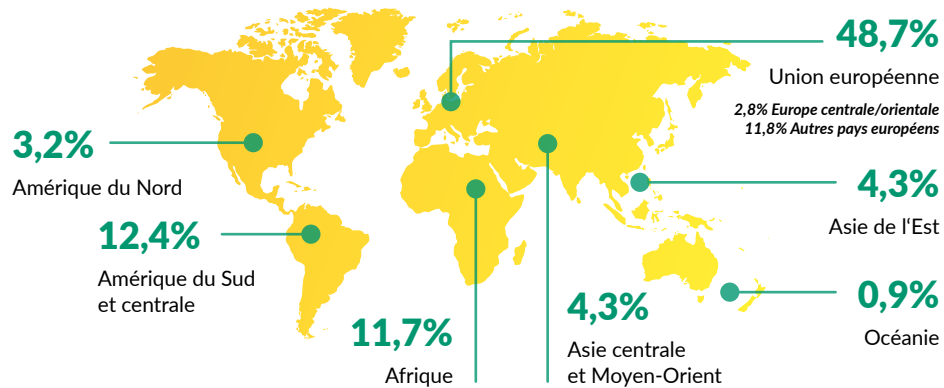 48,7%
Union européenne
2,8% Europe centrale/orientale
11,8% Autres pays européens
3,2%
Amérique du Nord
4,3%
Asie de l'Est
12,4%
Amérique du Sud
et centrale
0,9%
Océanie
4,3%
Asie centrale
et Moyen-Orient
11,7%
Afrique